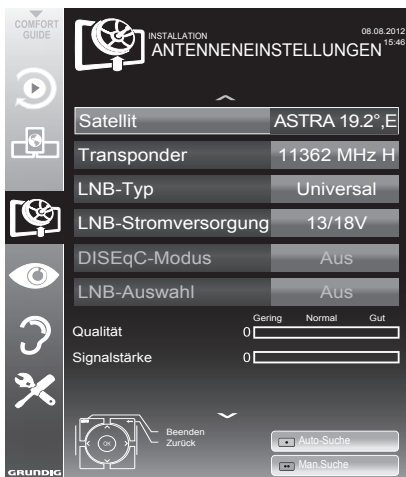 COMFORT
GUIDE
INSTALLATION
ANTENNENEINSTELLUNGEN
08.08.2012
15:46
Satellit ASTRA 19.2°,E
Transponder 11362 MHz H
LNB-Typ Universal
LNB-Stromversorgung 13/18V
DISEqC-Modus Aus
LNB-Auswahl Aus
Gering Normal Gut
Qualität 0
Signalstärke 0
Beenden
Zurück
OK
Auto-Suche
Man.Suche
GRUNDIG